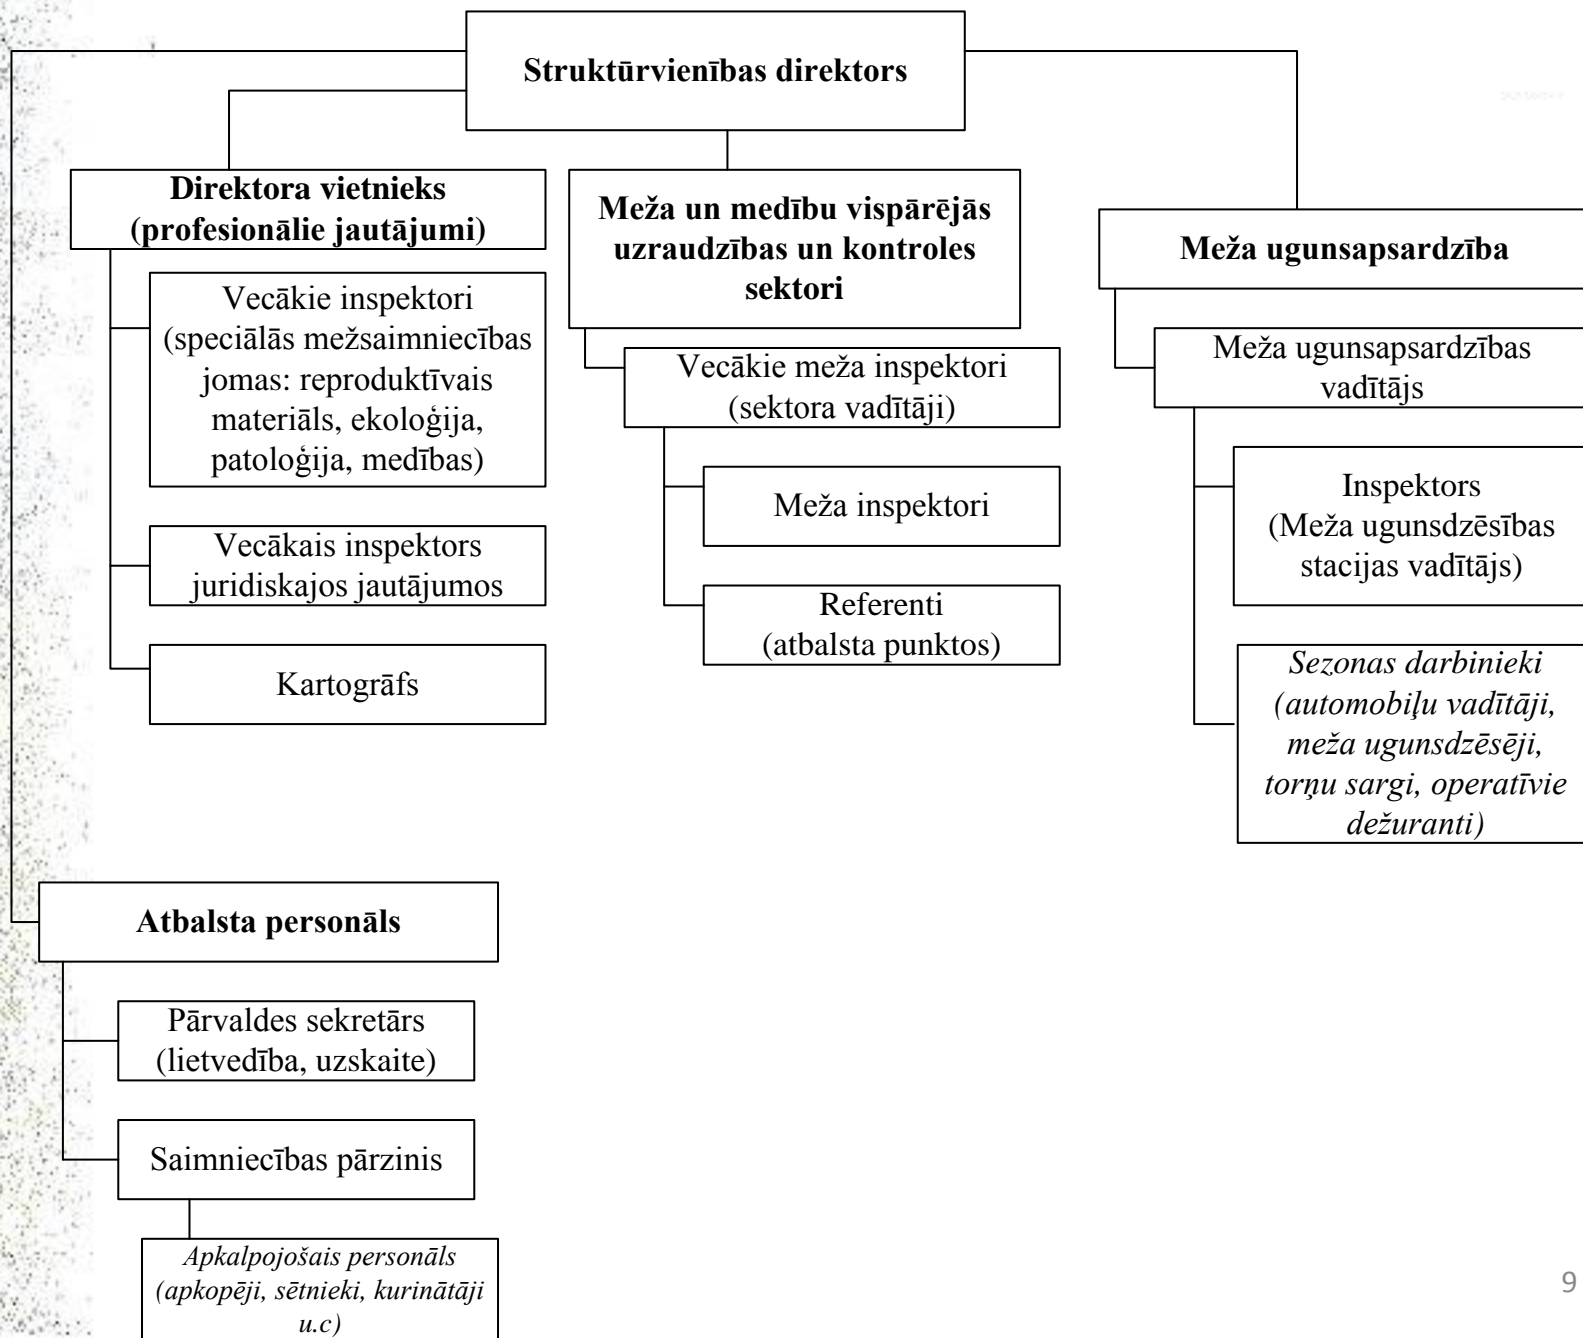 Struktūrvienības direktors
Direktora vietnieks
(profesionālie jautājumi)
Vecākie inspektori
(speciālās mežsaimniecības
jomas: reproduktīvais
materiāls, ekoloģija,
patoloģija, medības)
Vecākais inspektors
juridiskajos jautājumos
Kartogrāfs
Meža un medību vispārējās
uzraudzības un kontroles
sektori
Vecākie meža inspektori
(sektora vadītāji)
Meža inspektori
Referenti
(atbalsta punktos)
Meža ugunsapsardzība
Meža ugunsapsardzības
vadītājs
Inspektors
(Meža ugunsdzēsības
stacijas vadītājs)
Sezonas darbinieki
(automobiļu vadītāji,
meža ugunsdzēsēji,
torņu sargi, operatīvie
dežuranti)
Atbalsta personāls
Pārvaldes sekretārs
(lietvedība, uzskaite)
Saimniecības pārzinis
Apkalpojošais personāls
(apkopēji, sētnieki, kurinātāji
u.c)
9